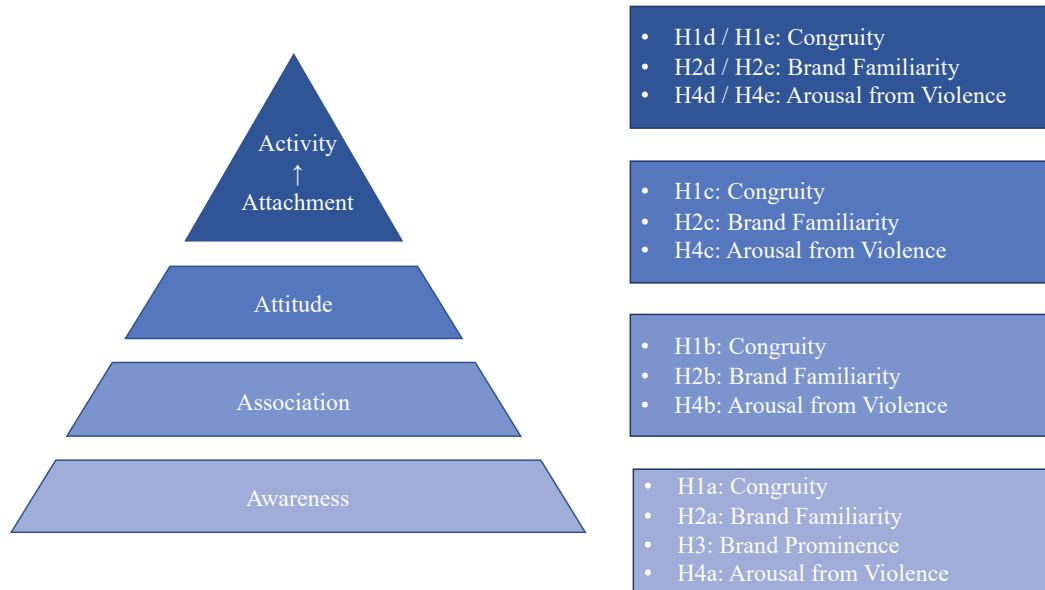 Activity
↑
Attachment
Attitude
Association
Awareness
• H1d / H1e: Congruity
• H2d / H2e: Brand Familiarity
• H4d / H4e: Arousal from Violence
• H1c: Congruity
• H2c: Brand Familiarity
• H4c: Arousal from Violence
• H1b: Congruity
• H2b: Brand Familiarity
• H4b: Arousal from Violence
• H1a: Congruity
• H2a: Brand Familiarity
• H3: Brand Prominence
• H4a: Arousal from Violence